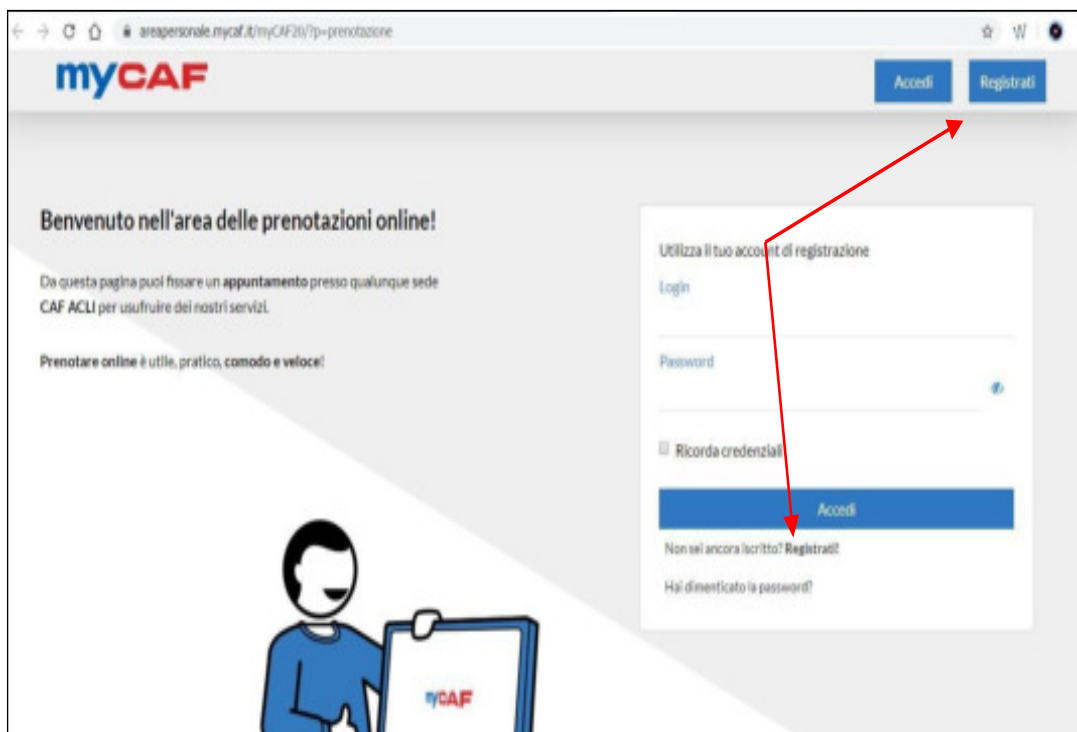 areapersonale.mycaf.it/myCAF20/?p=prenotazione
myCAF
Accedi
Registrati
Benvenuto nell'area delle prenotazioni online!
Da questa pagina puoi fissare un appuntamento presso qualunque sede
CAF ACLI per usufruire dei nostri servizi.
Prenotare online è utile, pratico, comodo e veloce!
Utilizza il tuo account di registrazione
Login
Password
Ricorda credenziali
Accedi
Non sei ancora iscritto? Registrati!
Hai dimenticato la password?
myCAF